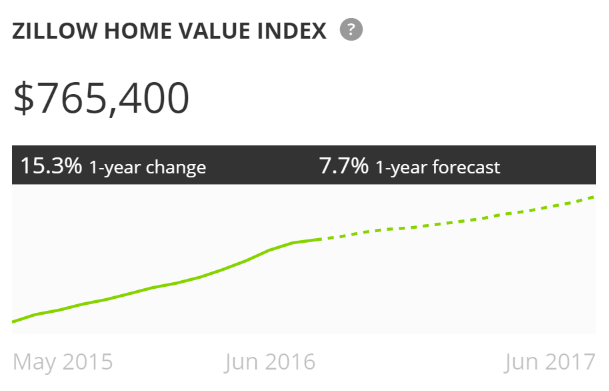 ZILLOW HOME VALUE INDEX ?
$765,400
15.3% 1-year change 7.7% 1-year forecast
May 2015 Jun 2016 Jun 2017